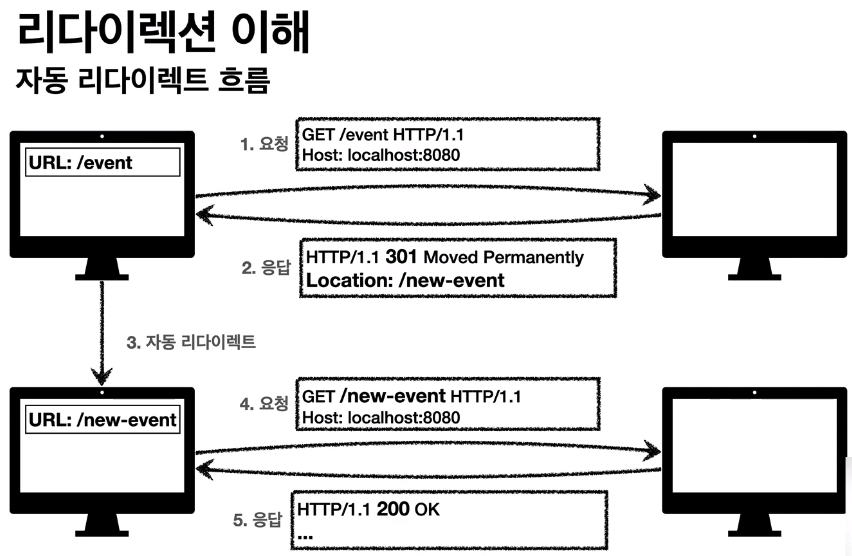 리다이렉션 이해
자동 리다이렉트 흐름
URL: /event
1. 요청
GET /event HTTP/1.1
Host: localhost:8080
2. 응답
HTTP/1.1 301 Moved Permanently
Location: /new-event
3. 자동 리다이렉트
URL: /new-event
4. 요청
GET /new-event HTTP/1.1
Host: localhost:8080
5. 응답
HTTP/1.1 200 OK
...